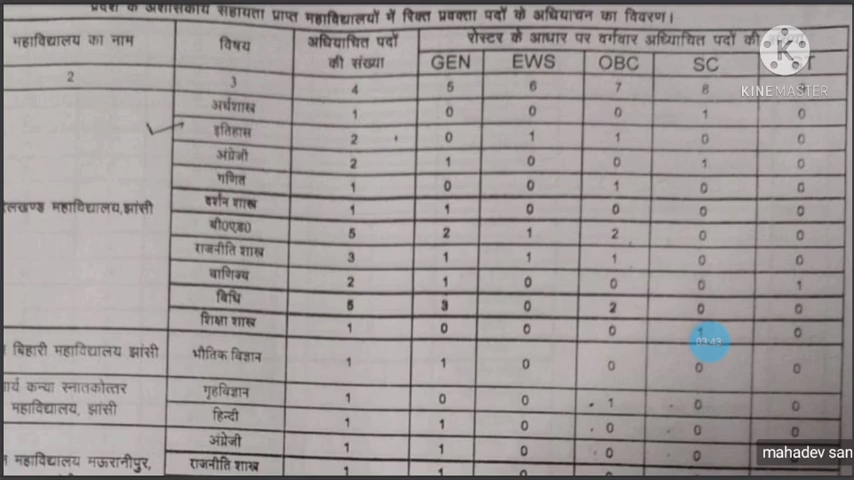 प्रदेश के अशासकीय सहायता प्राप्त महाविद्यालयों में रिक्त प्रवक्ता पदों के अधियाचन का विवरण।
महाविद्यालय का नाम विषय अधियाचित पदों की संख्या रोस्टर के आधार पर वर्गवार अधियाचित पदों की
GEN EWS OBC SC T
2 3 4 5 6 7 8
KINEMASTER
अर्थशास्त्र 1 0 0 0 1 0
इतिहास 2 0 1 1 0 0
अंग्रेजी 2 1 0 0 1 0
गणित 1 0 0 1 0 0
लखण्ड महाविद्यालय,झांसी दर्शन शास्त्र 1 1 0 0 0 0
बी0एड0 5 2 1 2 0 0
राजनीति शास्त्र 3 1 1 1 0 0
वाणिज्य 2 1 0 0 0 1
विधि 5 3 0 2 0 0
शिक्षा शास्त्र 1 0 0 0 1 0
03:43
बिहारी महाविद्यालय झांसी भौतिक विज्ञान 1 1 0 0 0 0
र्य कन्या स्नातकोत्तर महाविद्यालय, झांसी गृहविज्ञान 1 0 0 1 0 0
हिन्दी 1 1 0 0 0 0
महाविद्यालय मऊरानीपुर, अंग्रेजी 1 1 0 0 0
राजनीति शास्त्र 1 1 0 0 0 0
mahadev san